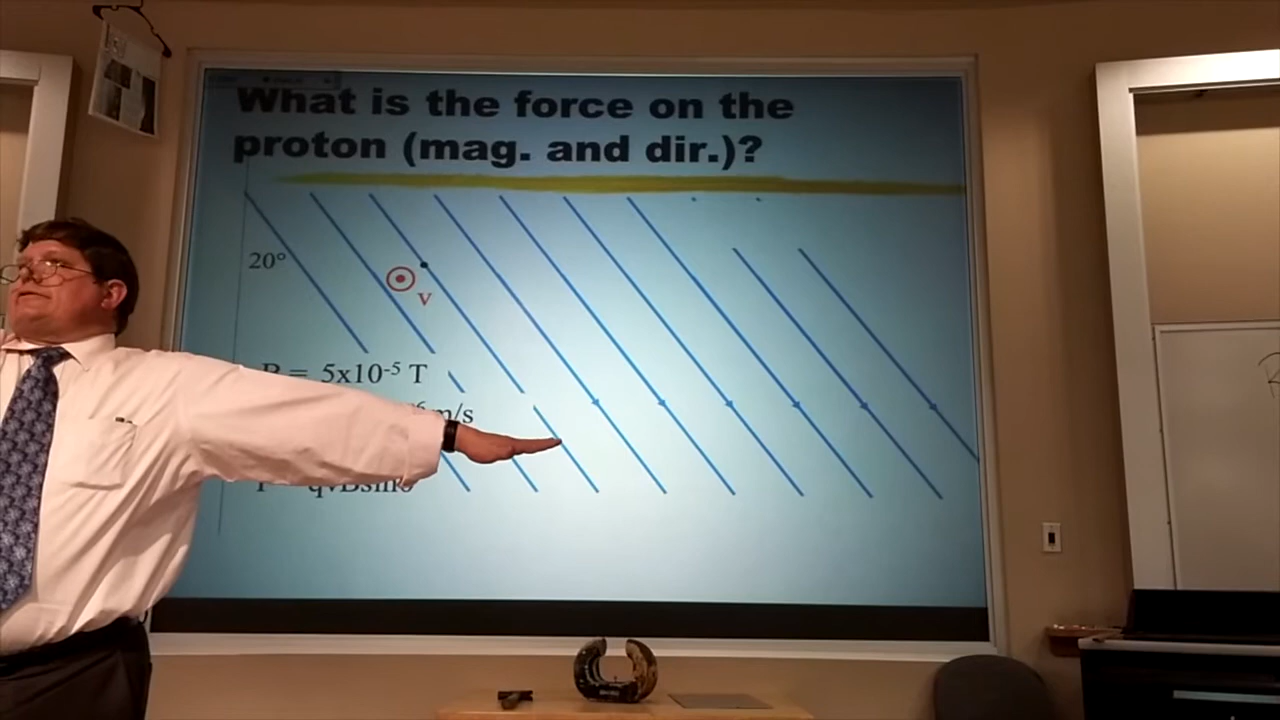 What is the force on the
proton (mag. and dir.)?
20°
v
= 5x10⁻⁵ T
m/s